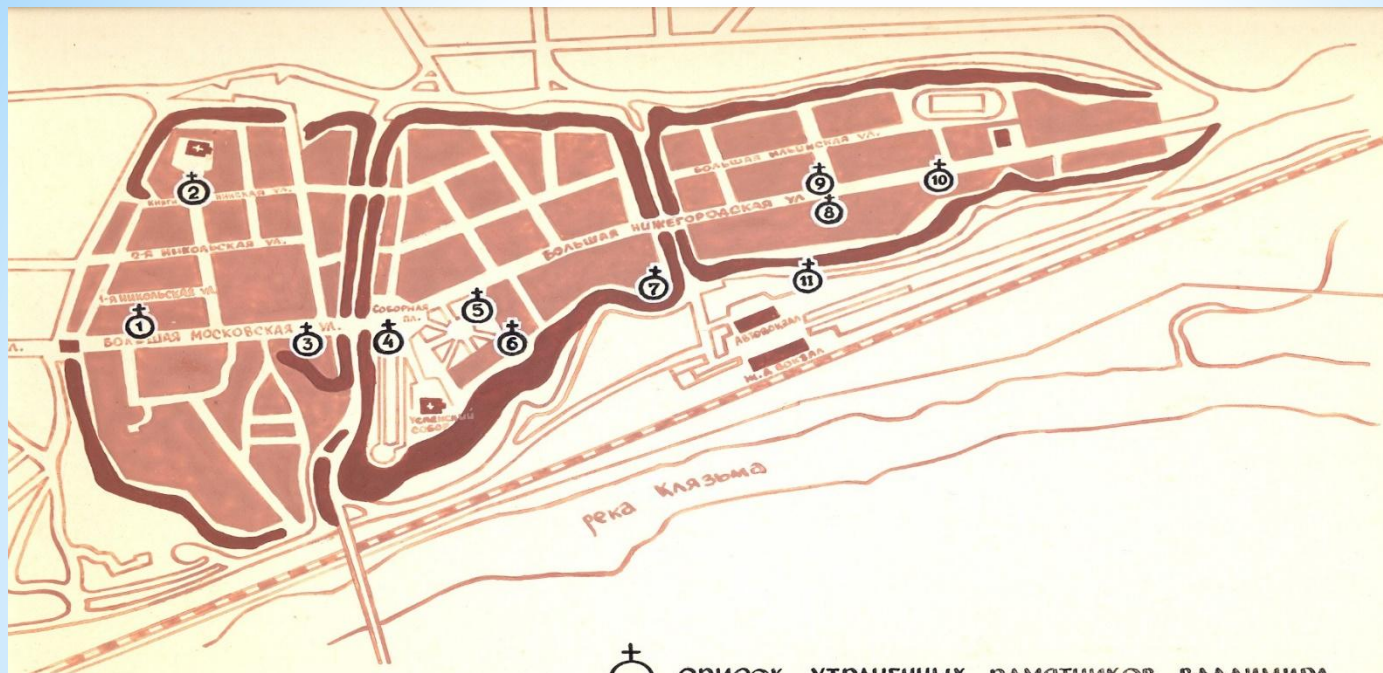 БОЛЬШАЯ ИЛЬИНСКАЯ УЛ.
9
10
2
8
БОЛЬШАЯ НИЖЕГОРОДСКАЯ УЛ
2-Я НИКОЛЬСКАЯ УЛ.
7
11
1-Я НИКОЛЬСКАЯ УЛ.
СОБОРНАЯ ПЛ.
5
1
БОЛЬШАЯ МОСКОВСКАЯ УЛ.
3
4
6
АВТОВОКЗАЛ
Ж.Д ВОКЗАЛ
УСПЕНСКИЙ
СОБОР
река Клязьма
СПИСОК УТРАЧЕННЫХ ПАМЯТНИКОВ ВЛАДИМИРА